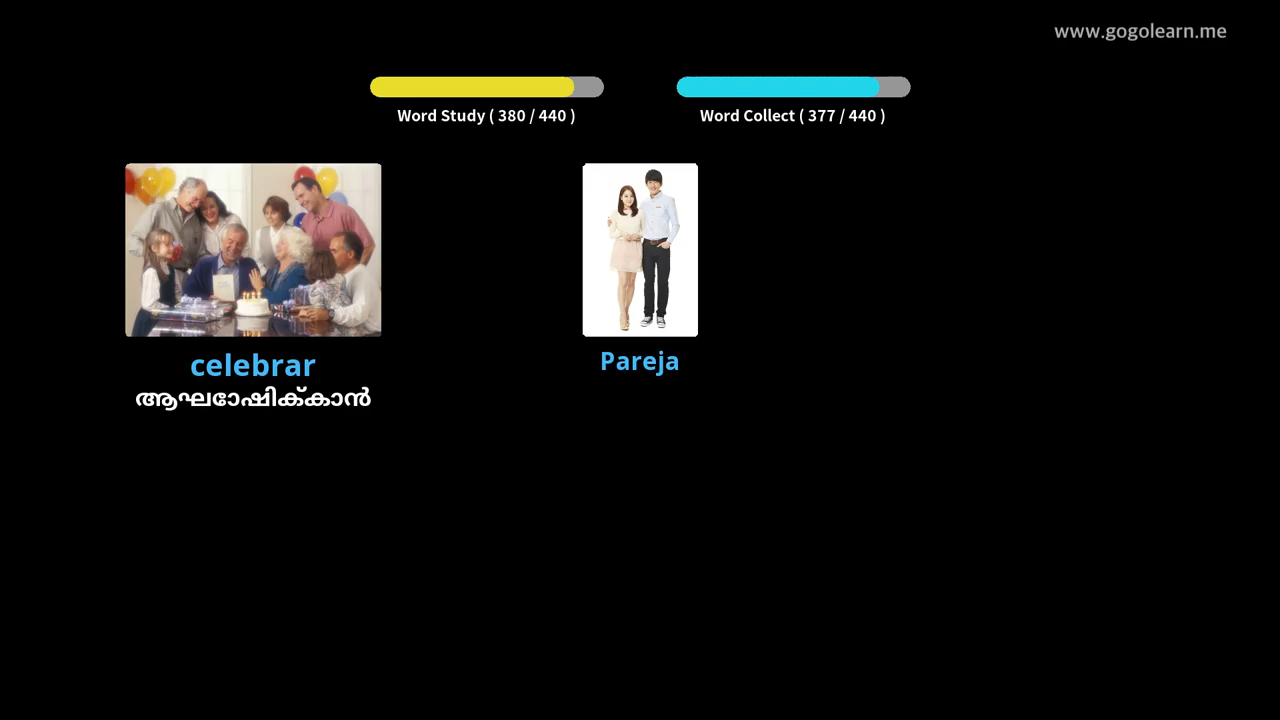 www.gogolearn.me
Word Study ( 380 / 440 )
Word Collect ( 377 / 440 )
celebrar
ആഘോഷിക്കാൻ
Pareja